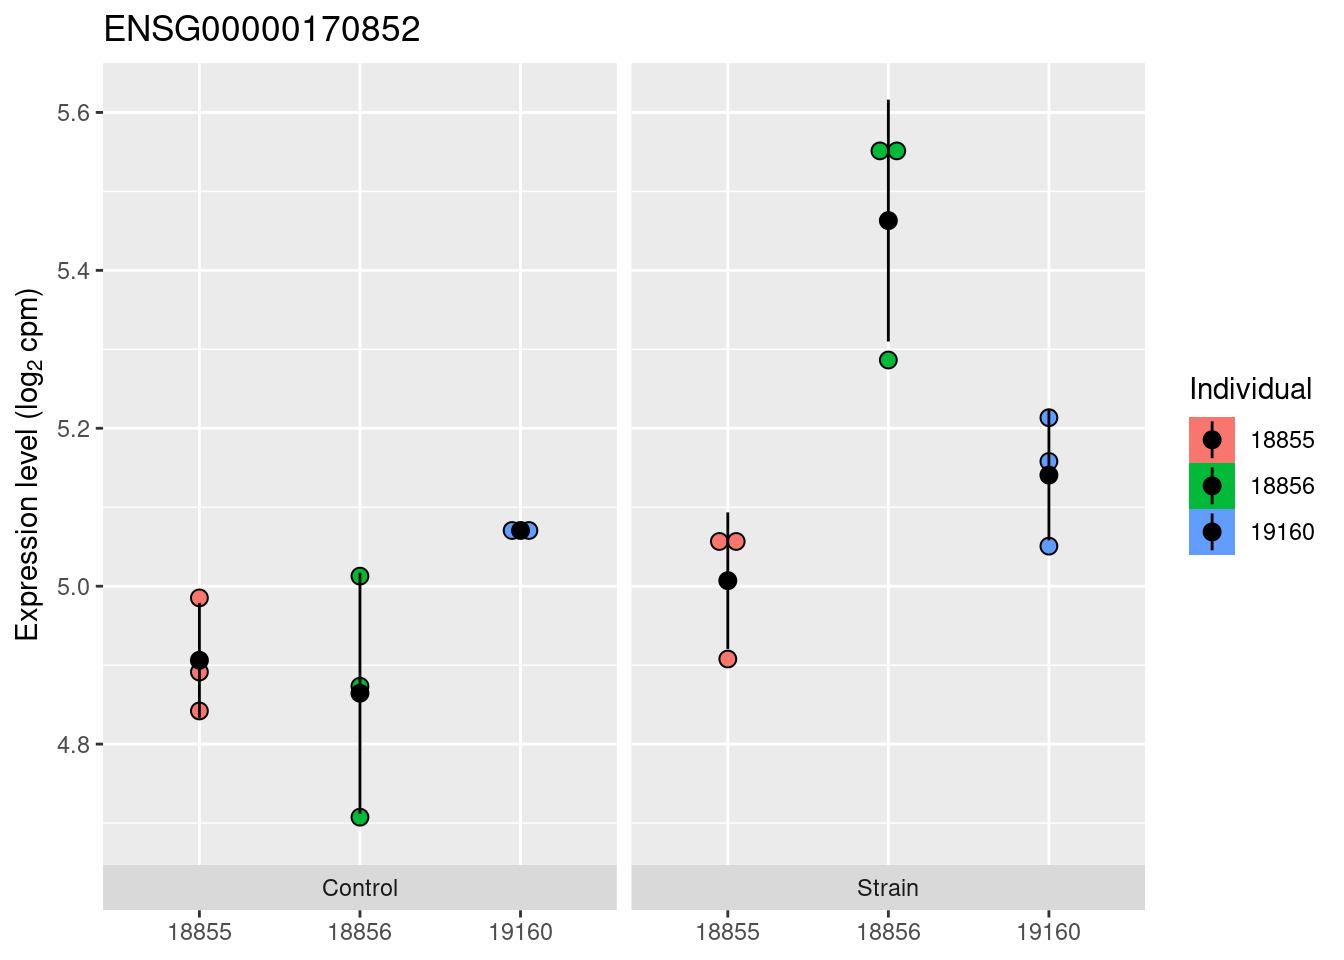 ENSG00000170852
Expression level (log₂ cpm)
5.6
5.4
5.2
5.0
4.8
Control
Strain
18855
18856
19160
18855
18856
19160
Individual
18855
18856
19160